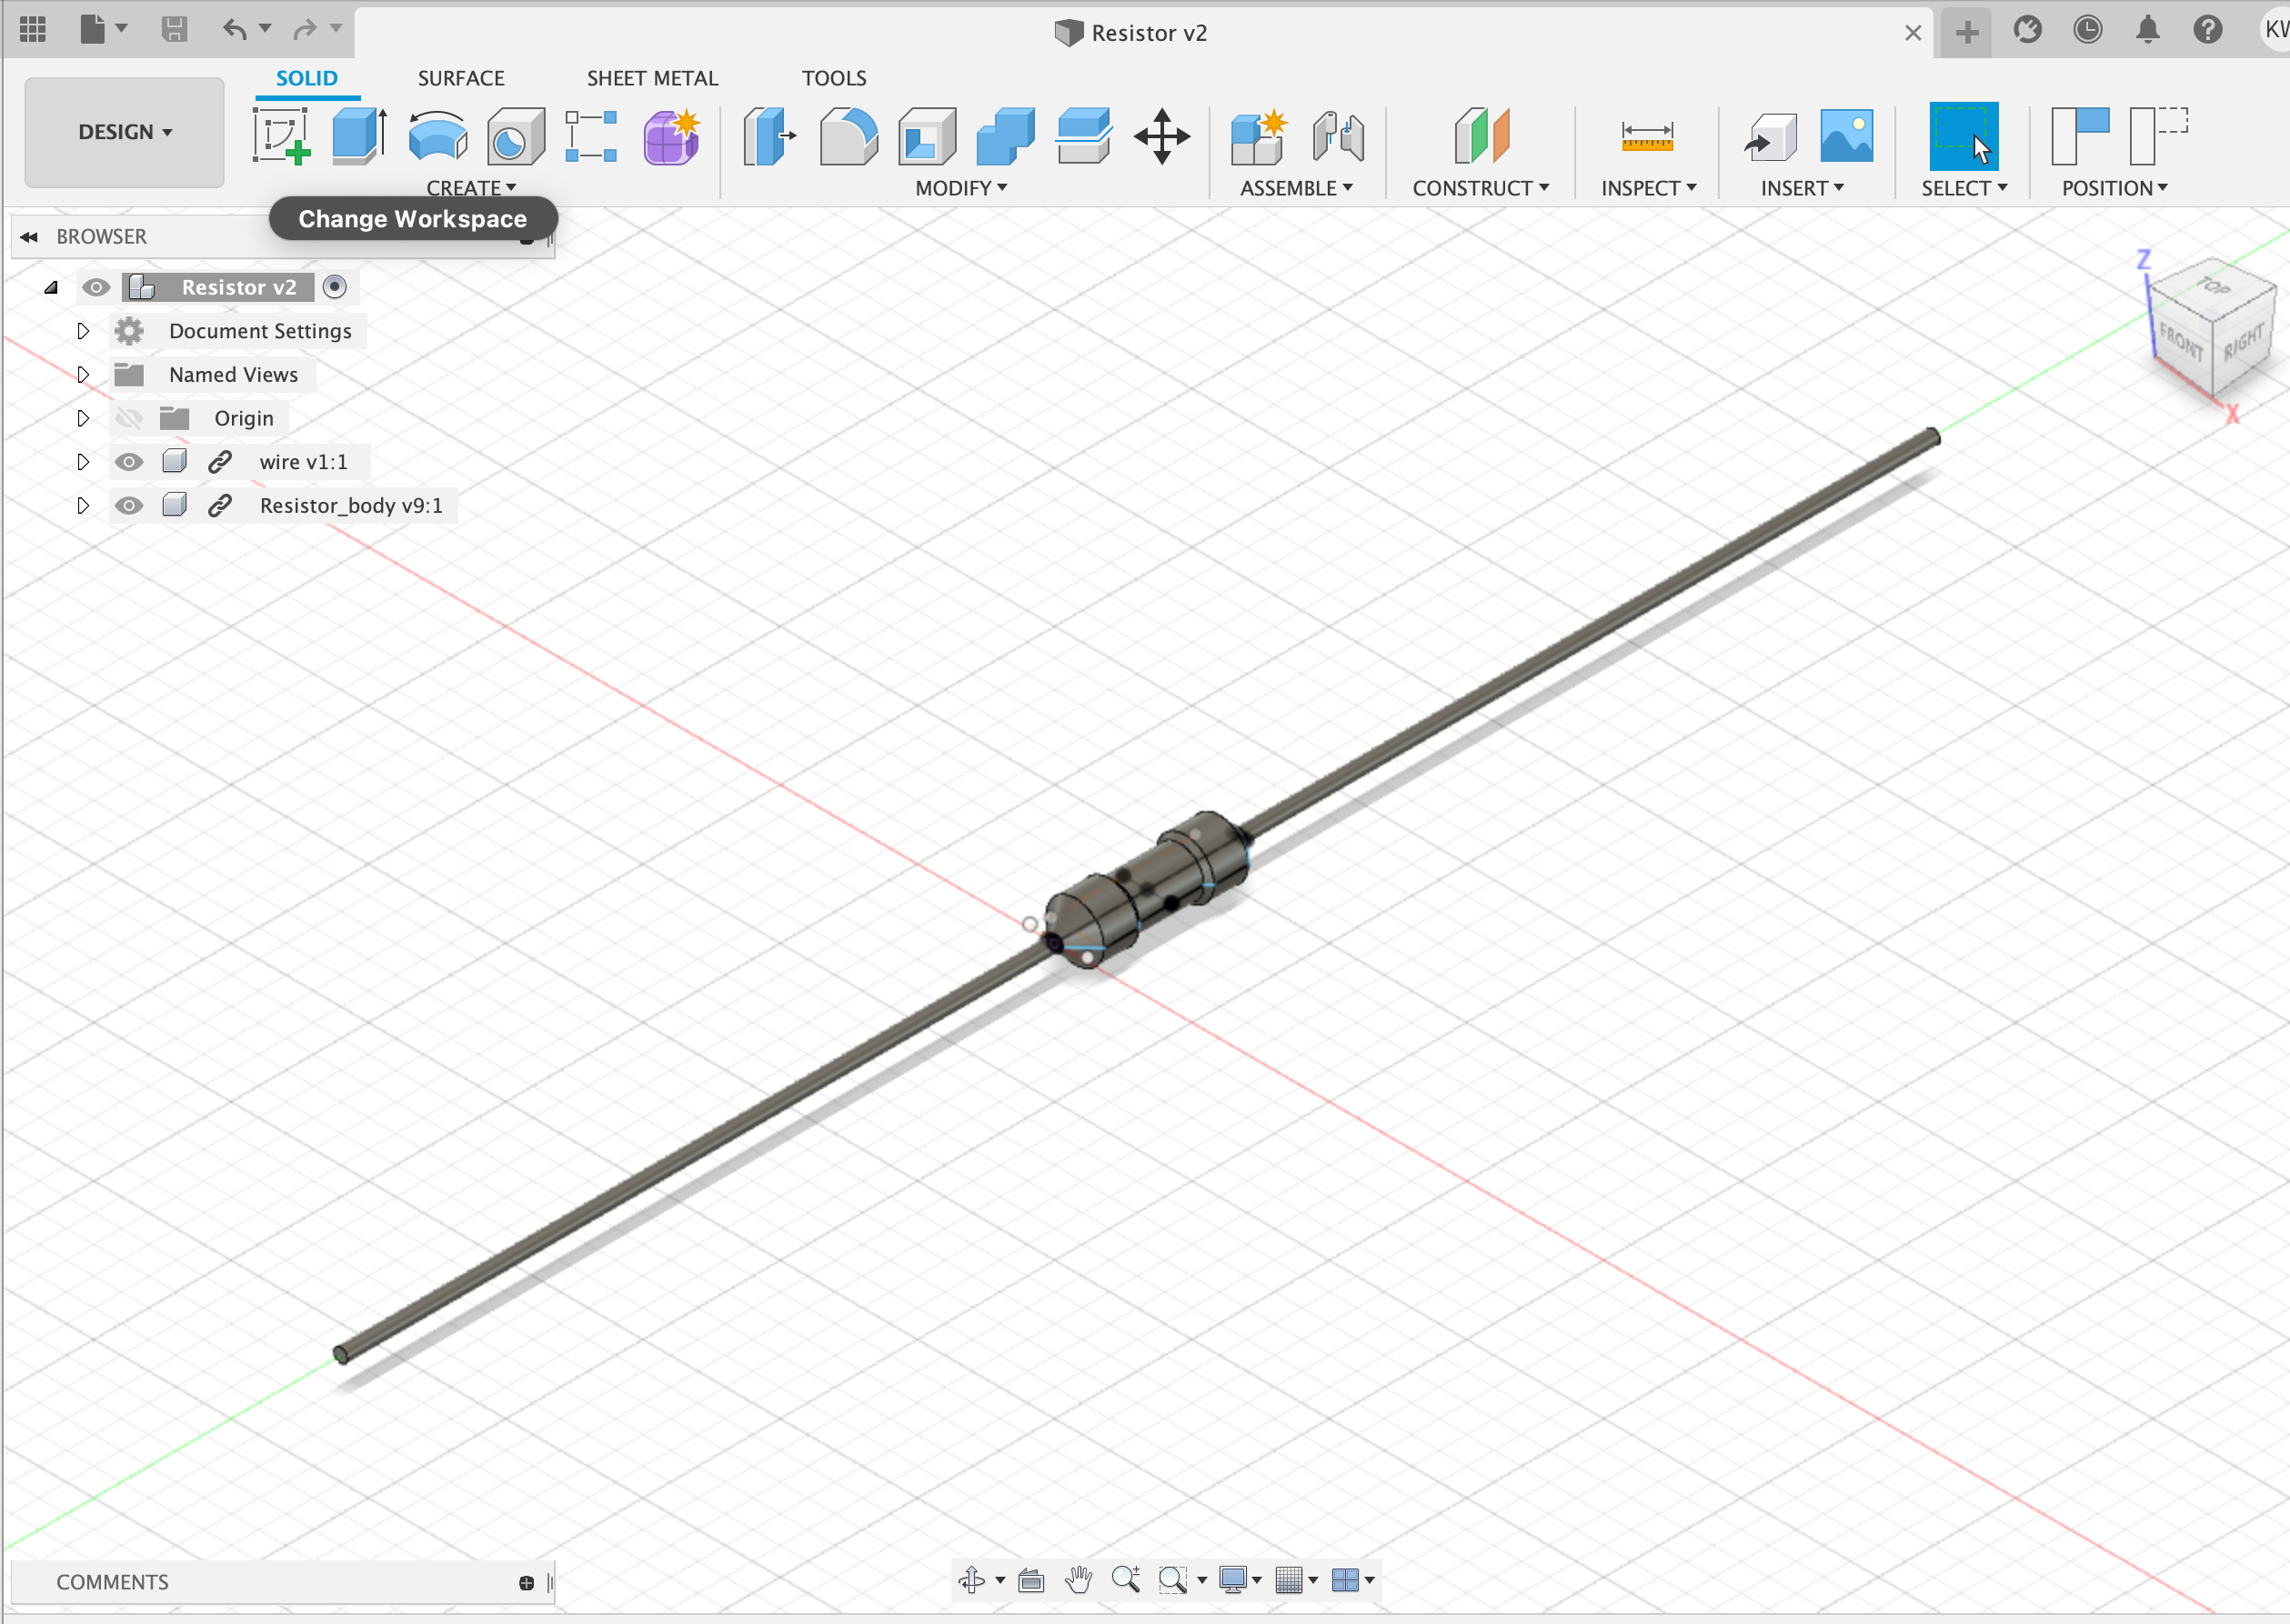 Resistor v2
KW
SOLID SURFACE SHEET METAL TOOLS
DESIGN
CREATE MODIFY ASSEMBLE CONSTRUCT INSPECT INSERT SELECT POSITION
Change Workspace
BROWSER
Resistor v2
Document Settings
Named Views
Origin
wire v1:1
Resistor_body v9:1
Z
TOP
FRONT RIGHT
X
COMMENTS